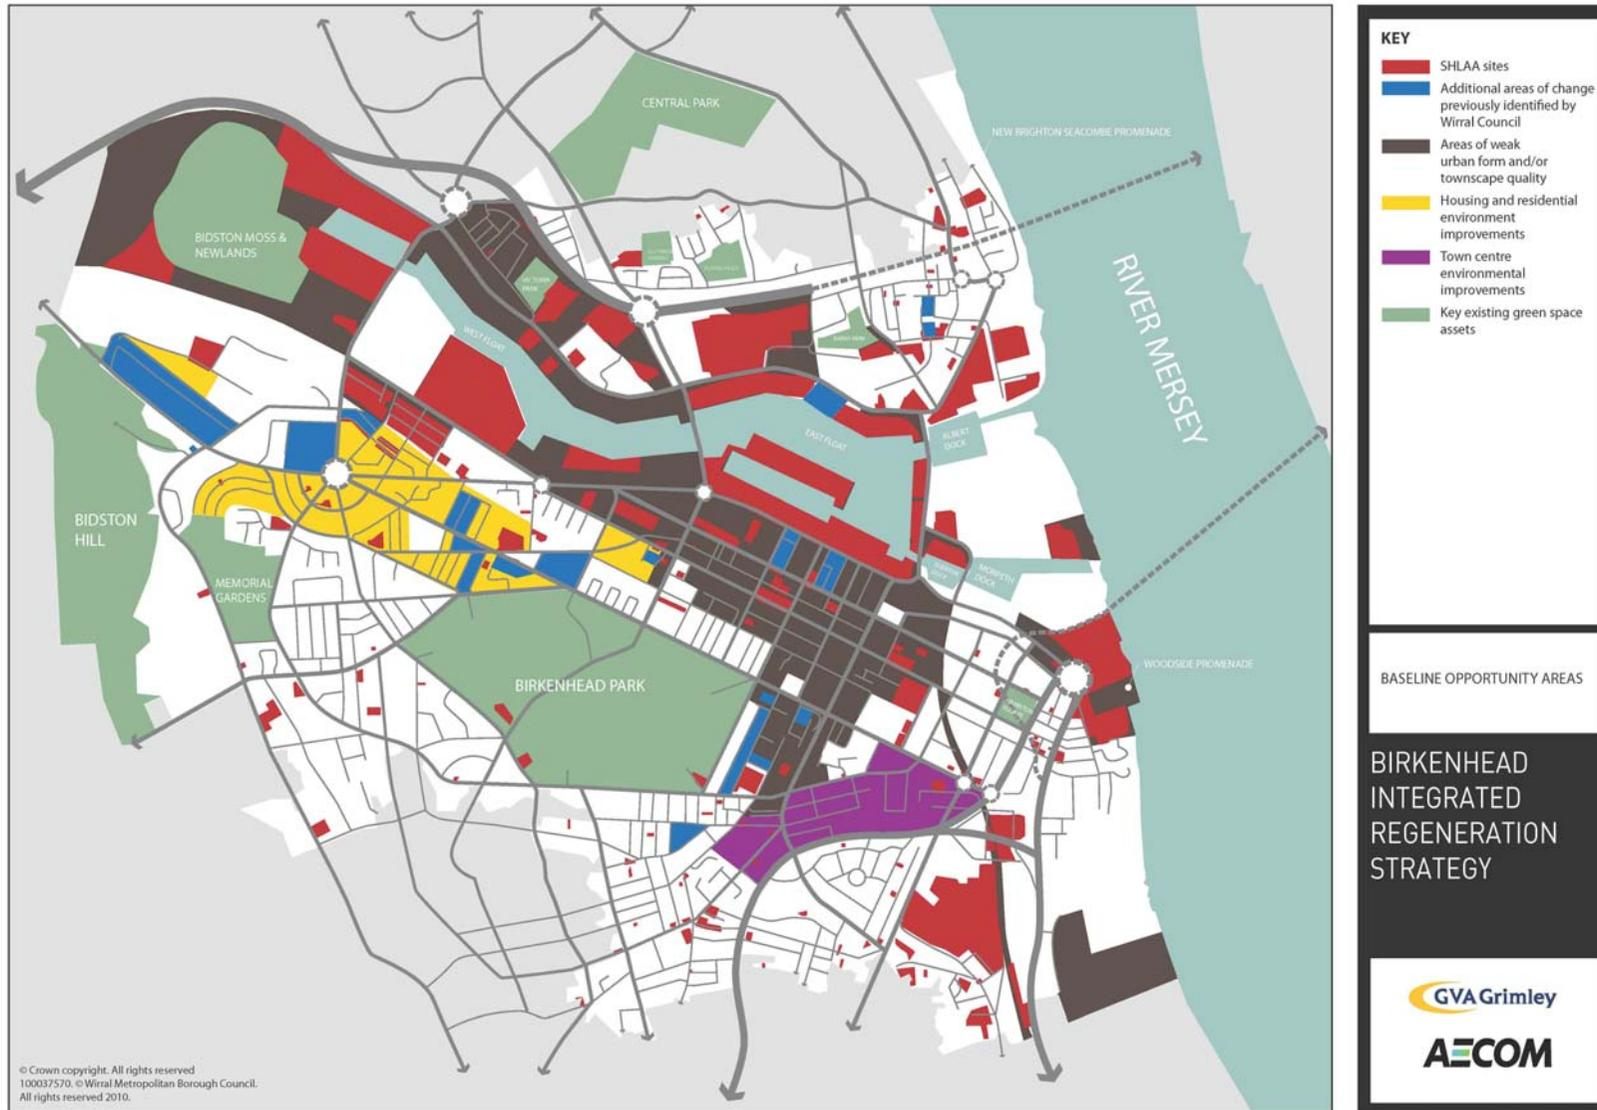 CENTRAL PARK
NEW BRIGHTON SEACOMBE PROMENADE
BIDSTON MOSS &
NEWLANDS
VICTORIA
PARK
WEST FLOAT
RIVER MERSEY
EAST FLOAT
ALBERT
DOCK
BIDSTON
HILL
MEMORIAL
GARDENS
MORPETH
DOCK
BIRKENHEAD PARK
WOODSIDE PROMENADE
© Crown copyright. All rights reserved
100037570. © Wirral Metropolitan Borough Council.
All rights reserved 2010.
KEY
SHLAA sites
Additional areas of change
previously identified by
Wirral Council
Areas of weak
urban form and/or
townscape quality
Housing and residential
environment
improvements
Town centre
environmental
improvements
Key existing green space
assets
BASELINE OPPORTUNITY AREAS
BIRKENHEAD
INTEGRATED
REGENERATION
STRATEGY
GVA Grimley
AECOM